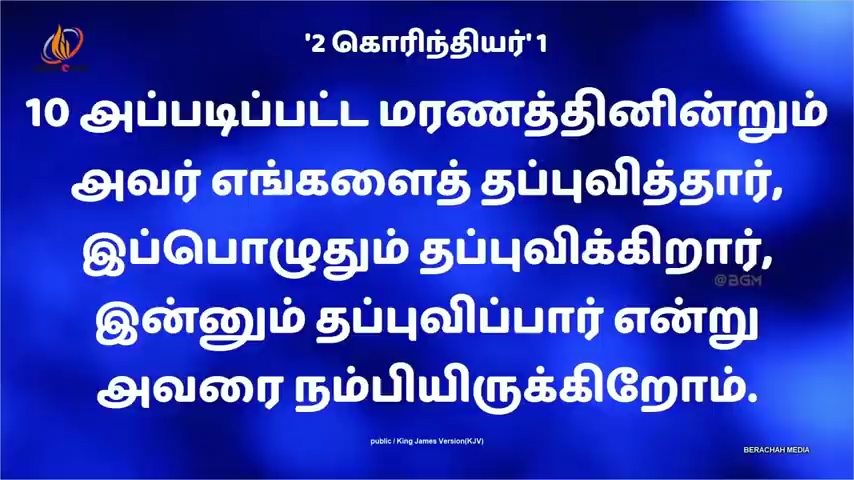 '2 கொரிந்தியர்' 1
10 அப்படிப்பட்ட மரணத்தினின்றும்
அவர் எங்களைத் தப்புவித்தார்,
இப்பொழுதும் தப்புவிக்கிறார்,
@BGM
இன்னும் தப்புவிப்பார் என்று
அவரை நம்பியிருக்கிறோம்.
public / King James Version(KJV)
BERACHAH MEDIA